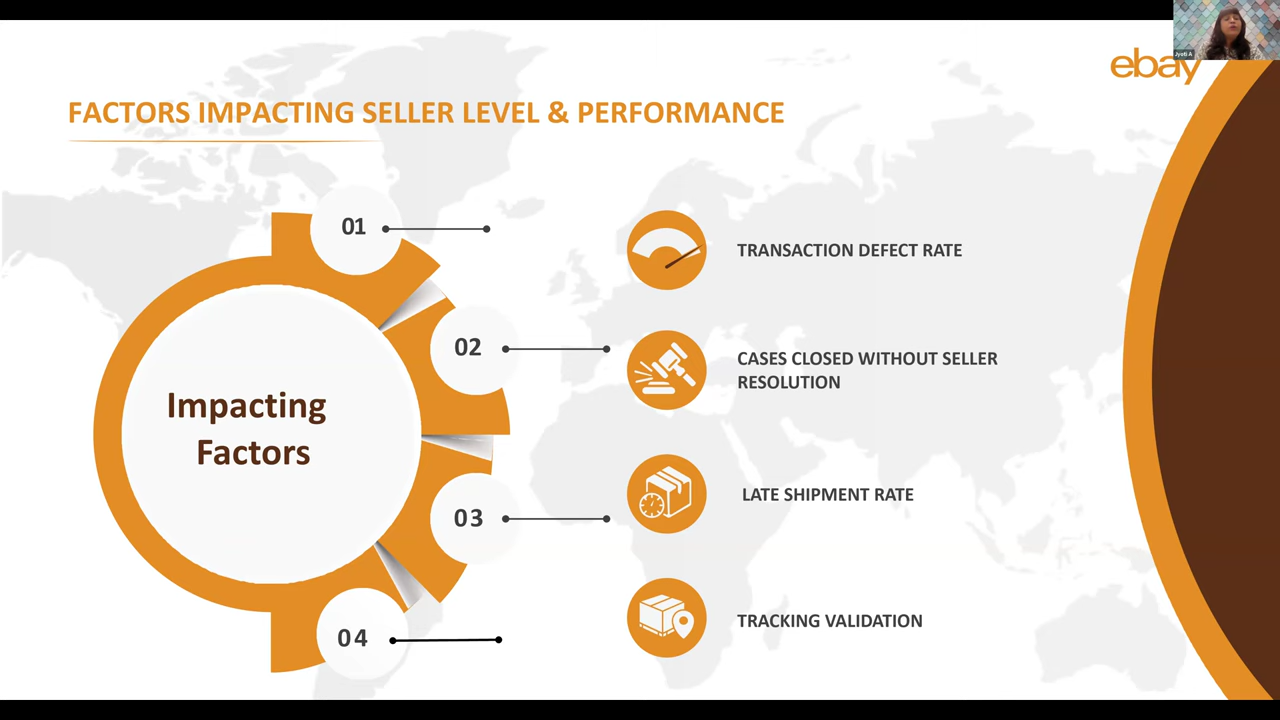 Jyoti A
ebay
FACTORS IMPACTING SELLER LEVEL & PERFORMANCE
01
TRANSACTION DEFECT RATE
02
CASES CLOSED WITHOUT SELLER
RESOLUTION
Impacting
Factors
03
LATE SHIPMENT RATE
04
TRACKING VALIDATION